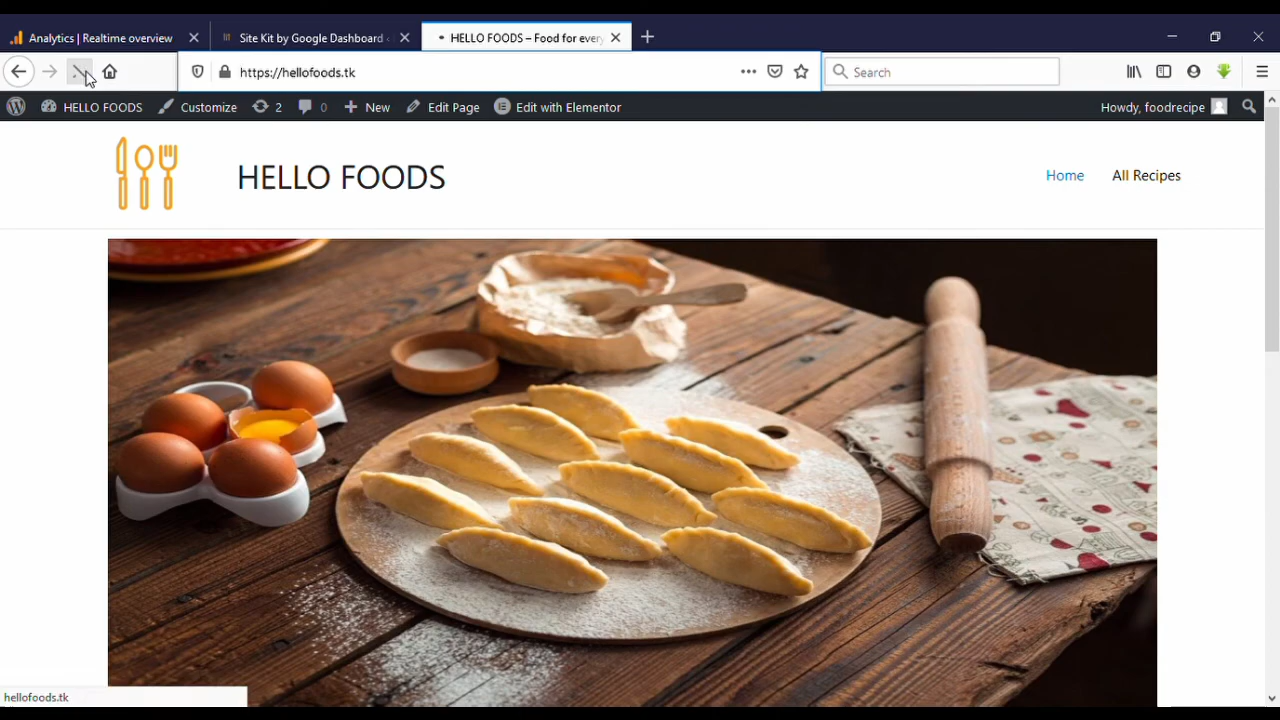 Analytics | Realtime overview
Site Kit by Google Dashboard
HELLO FOODS – Food for every
https://hellofoods.tk
Search
HELLO FOODS
Customize
2
0
New
Edit Page
Edit with Elementor
Howdy, foodrecipe
HELLO FOODS
Home
All Recipes
hellofoods.tk